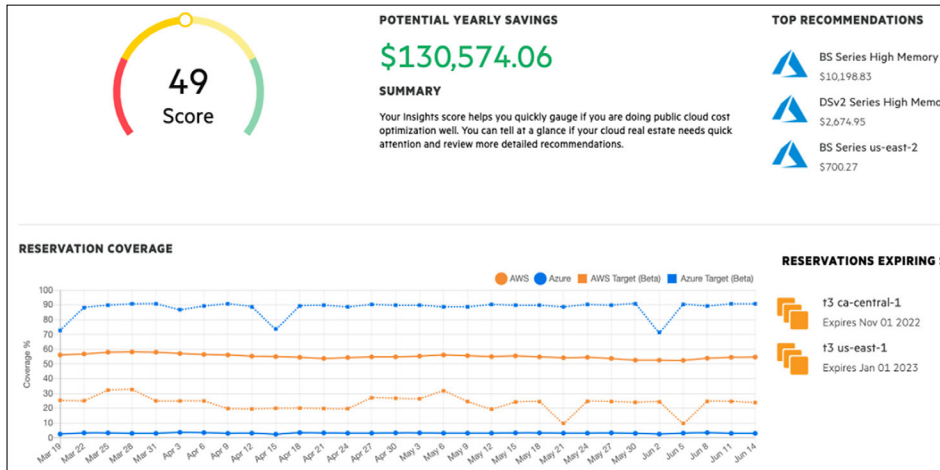 49
Score
POTENTIAL YEARLY SAVINGS
$130,574.06
SUMMARY
Your Insights score helps you quickly gauge if you are doing public cloud cost
optimization well. You can tell at a glance if your cloud real estate needs quick
attention and review more detailed recommendations.
TOP RECOMMENDATIONS
BS Series High Memory
$10,198.83
DSv2 Series High Memo
$2,674.95
BS Series us-east-2
$700.27
RESERVATION COVERAGE
AWS Azure AWS Target (Beta) Azure Target (Beta)
Coverage %
100
90
80
70
60
50
40
30
20
10
0
Mar 19 Mar 22 Mar 25 Mar 28 Mar 31 Apr 3 Apr 6 Apr 9 Apr 12 Apr 15 Apr 18 Apr 21 Apr 24 Apr 27 Apr 30 May 3 May 6 May 9 May 12 May 15 May 18 May 21 May 24 May 27 May 30 Jun 2 Jun 5 Jun 8 Jun 11 Jun 14
RESERVATIONS EXPIRING
t3 ca-central-1
Expires Nov 01 2022
t3 us-east-1
Expires Jan 01 2023